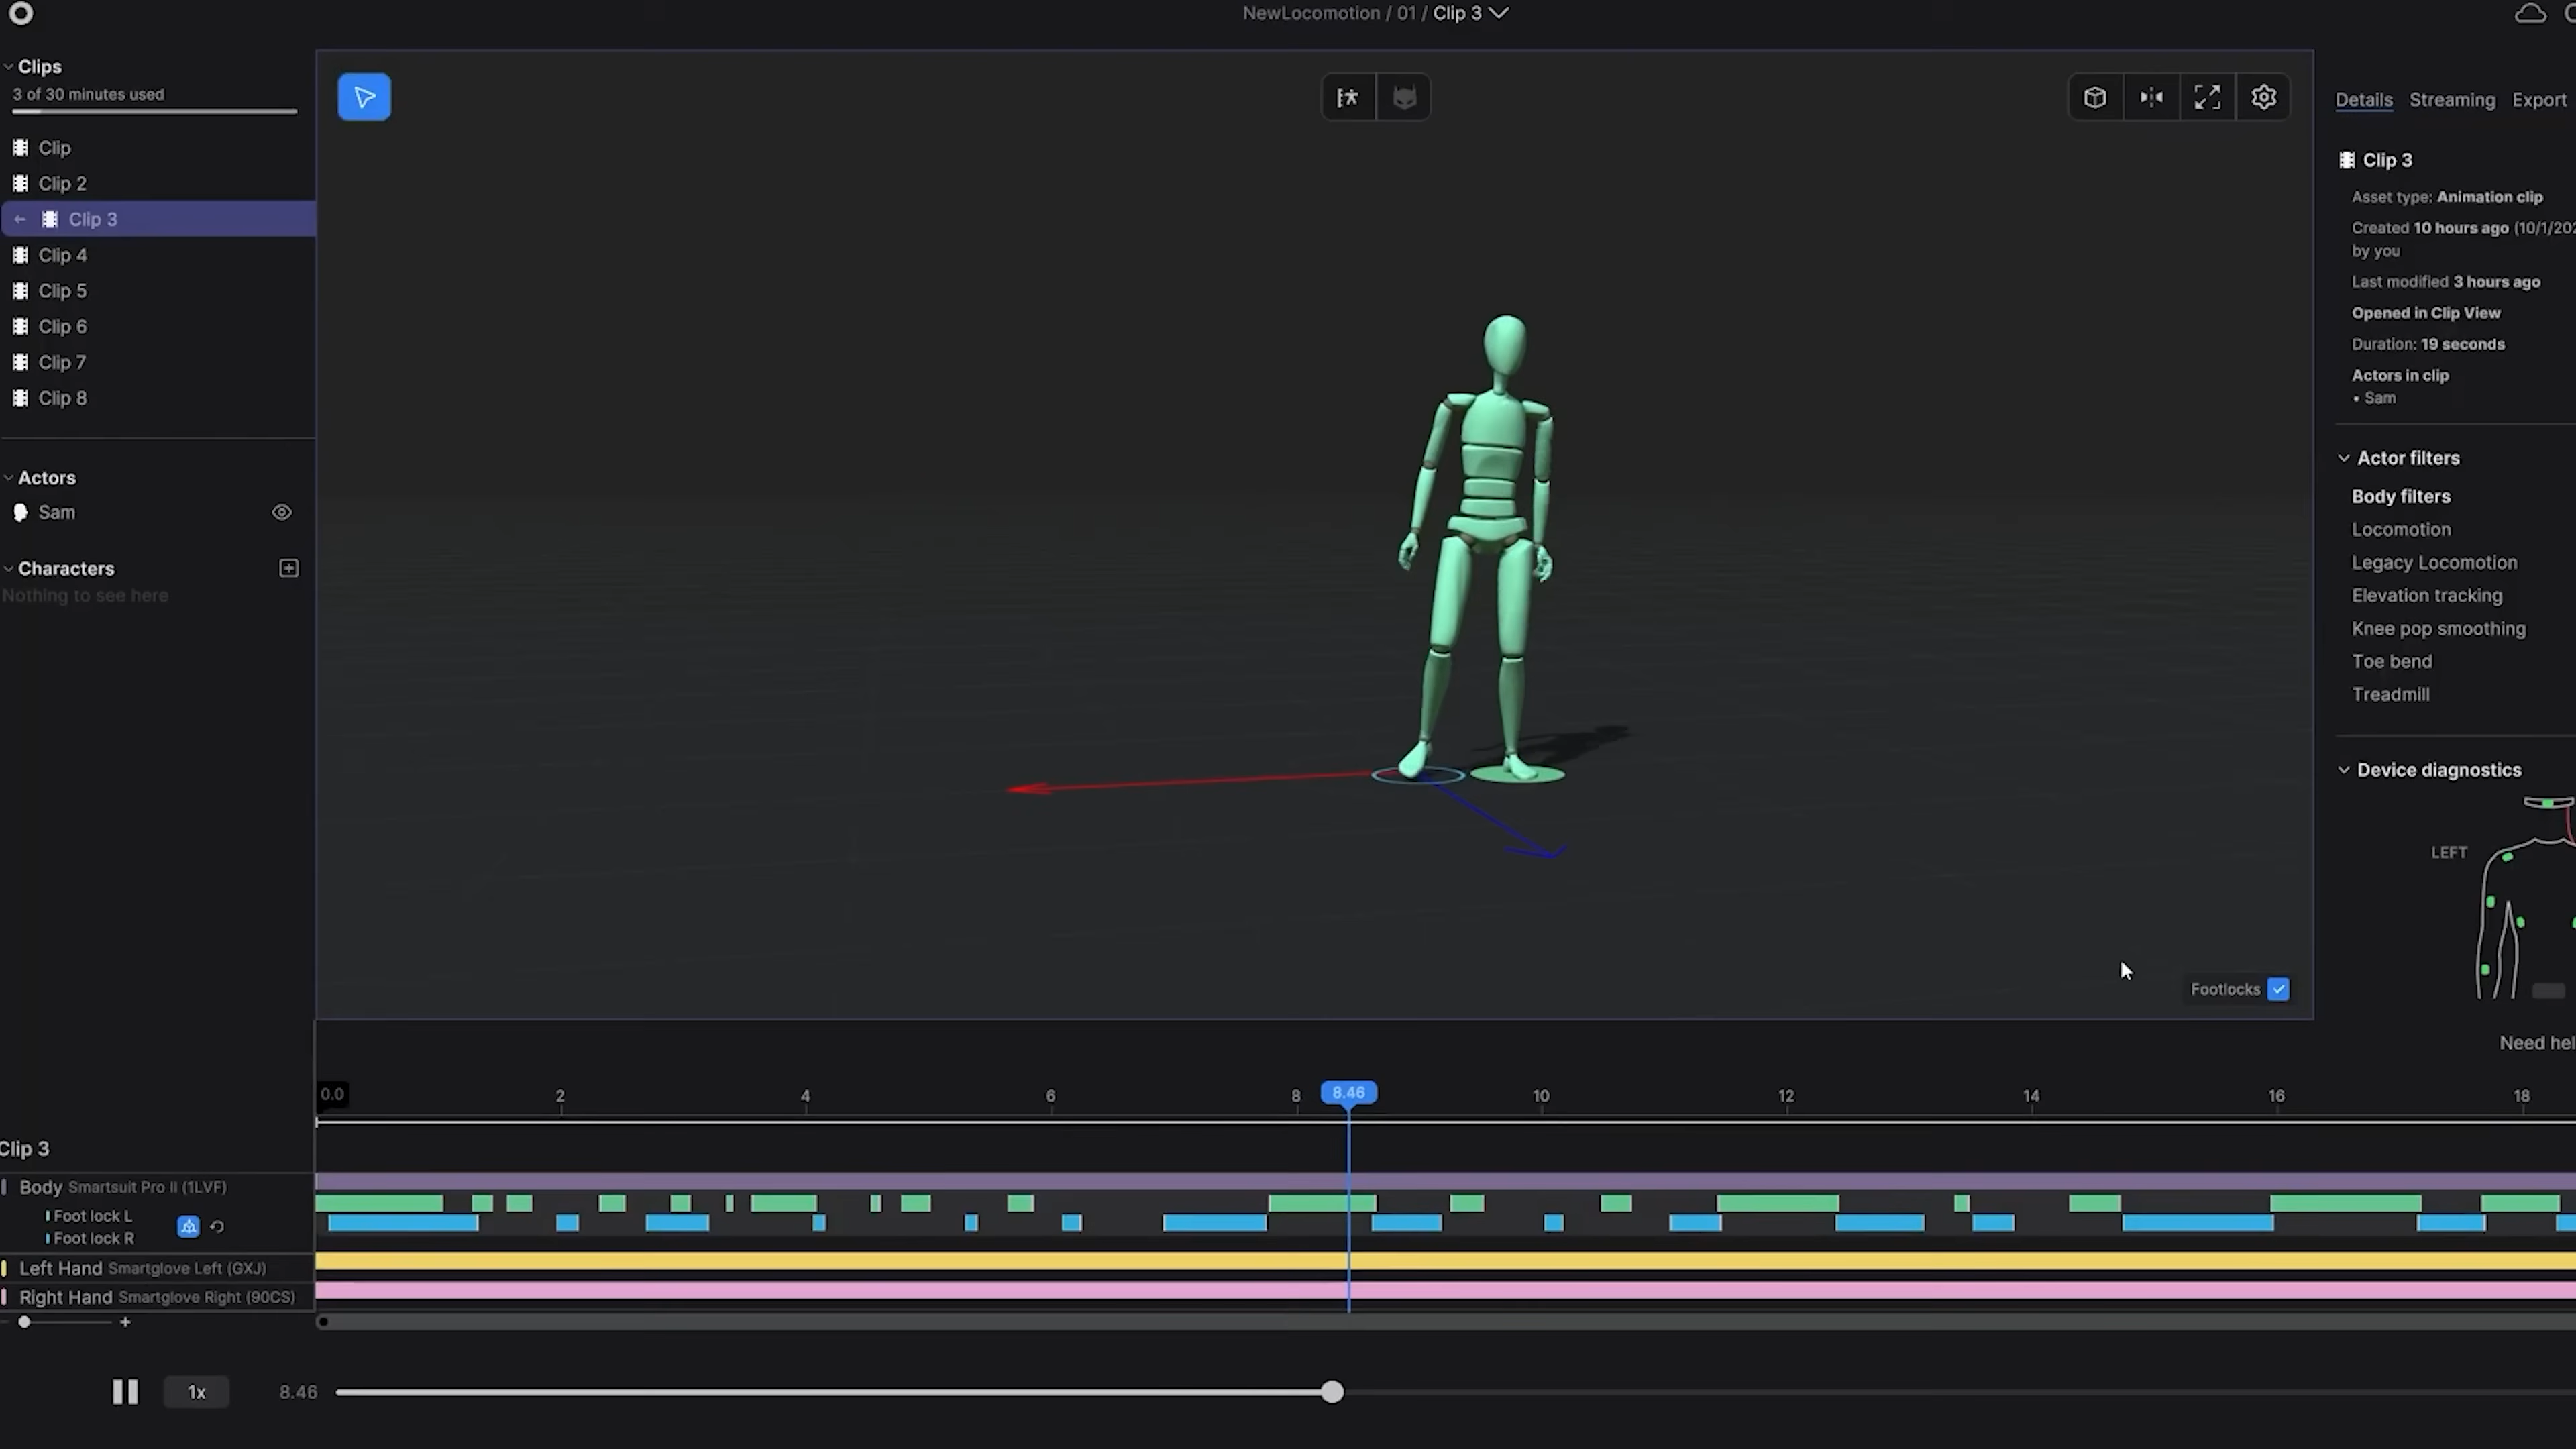 NewLocomotion / 01 / Clip 3
Clips
3 of 30 minutes used
Clip
Clip 2
Clip 3
Clip 4
Clip 5
Clip 6
Clip 7
Clip 8
Actors
Sam
Characters
Nothing to see here
Details Streaming Export
Clip 3
Asset type: Animation clip
Created 10 hours ago (10/1/202
by you
Last modified 3 hours ago
Opened in Clip View
Duration: 19 seconds
Actors in clip
• Sam
Actor filters
Body filters
Locomotion
Legacy Locomotion
Elevation tracking
Knee pop smoothing
Toe bend
Treadmill
Device diagnostics
LEFT
Footlocks
Need hel
0.0 2 4 6 8 8.46 10 12 14 16 18
Clip 3
Body Smartsuit Pro II (1LVF)
Foot lock L
Foot lock R
Left Hand Smartglove Left (GXJ)
Right Hand Smartglove Right (90CS)
1x 8.46